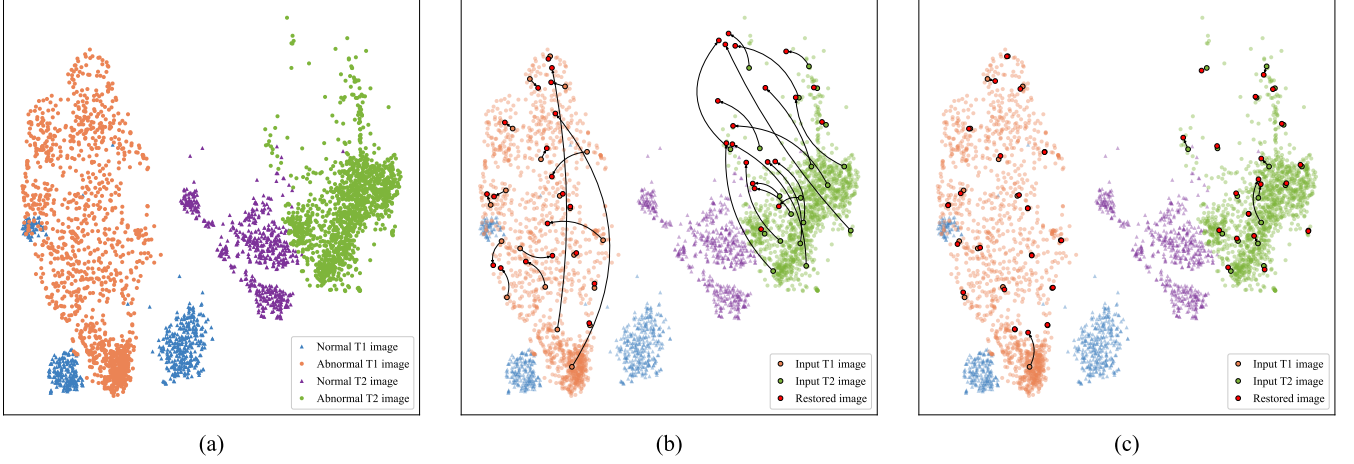 Normal T1 image
Abnormal T1 image
Normal T2 image
Abnormal T2 image
(a)
Input T1 image
Input T2 image
Restored image
(b)
Input T1 image
Input T2 image
Restored image
(c)